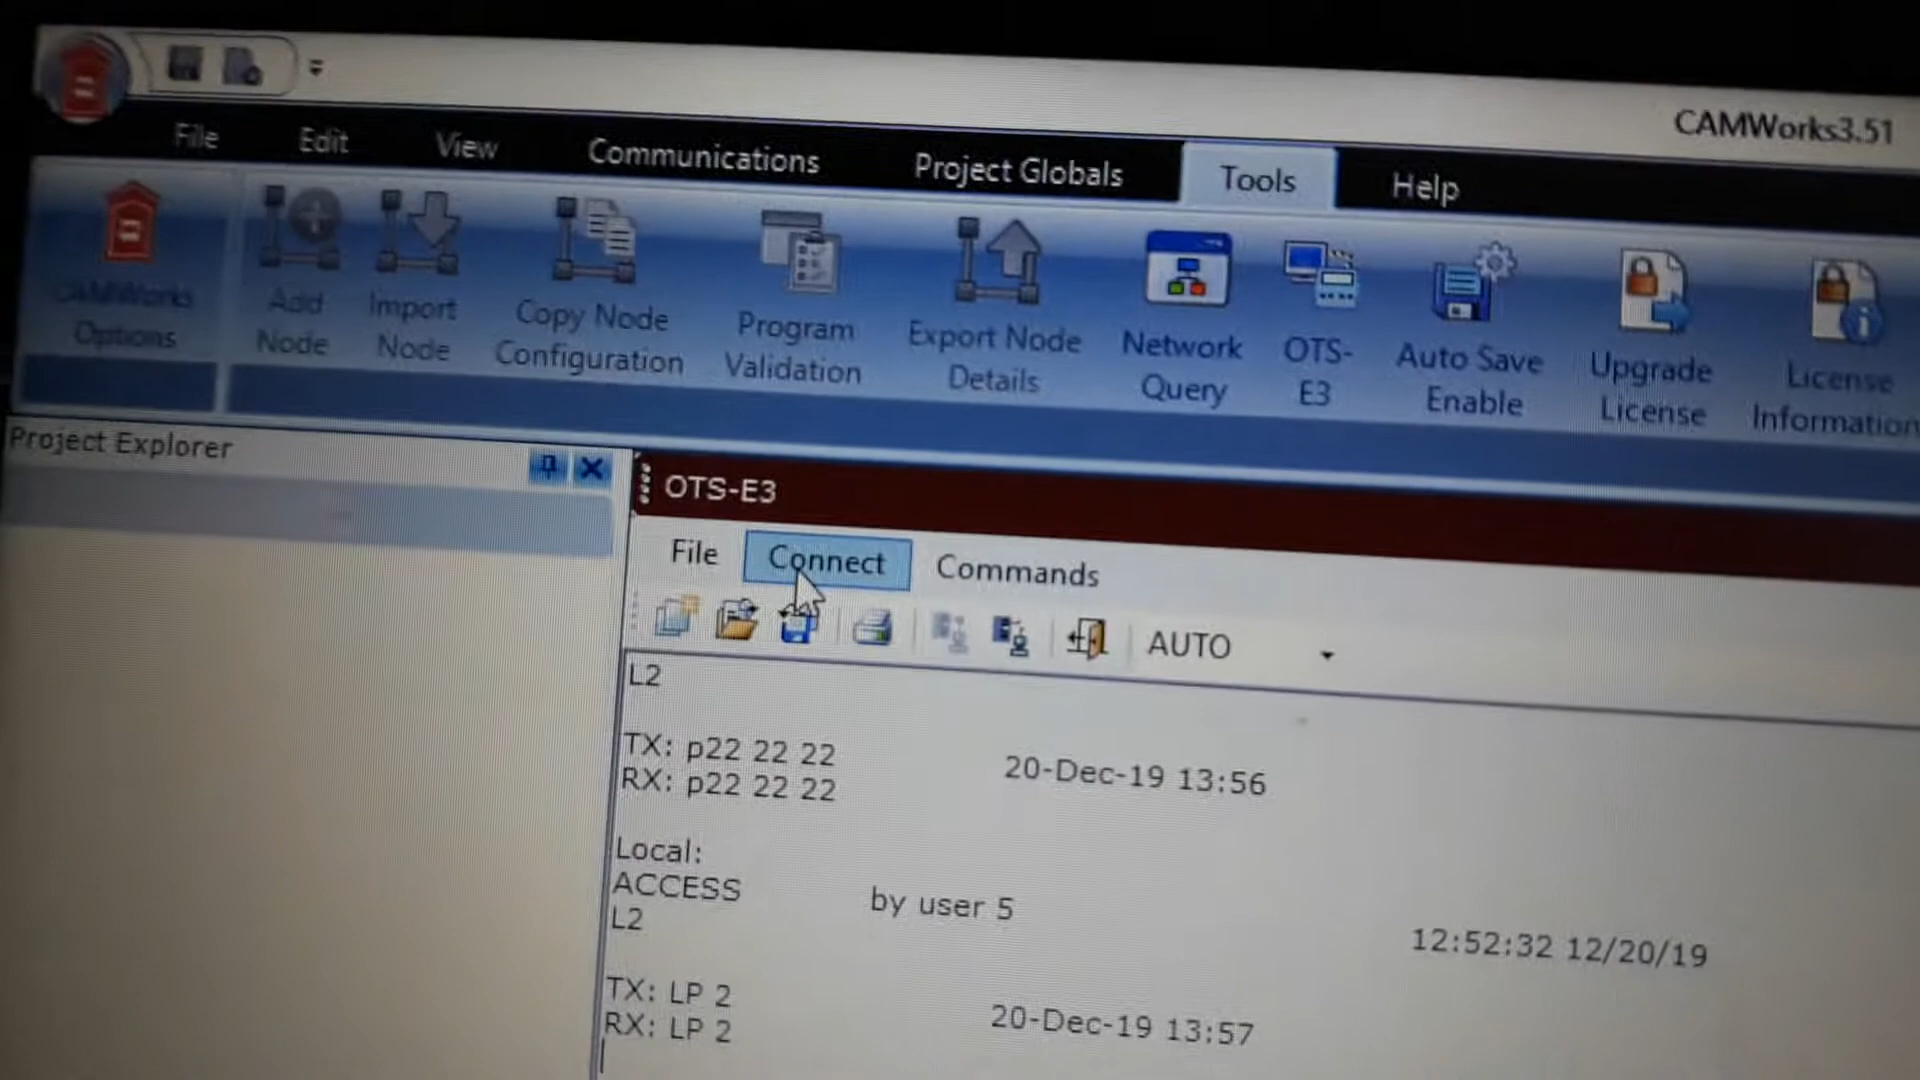 CAMWorks3.51
File Edit View Communications Project Globals Tools Help
CAMWorks Options
Add Node
Import Node
Copy Node Configuration
Program Validation
Export Node Details
Network Query
OTS-E3
Auto Save Enable
Upgrade License
License Information
Project Explorer
OTS-E3
File Connect Commands
AUTO
L2
TX: p22 22 22 20-Dec-19 13:56
RX: p22 22 22
Local:
ACCESS by user 5
L2 12:52:32 12/20/19
TX: LP 2 20-Dec-19 13:57
RX: LP 2